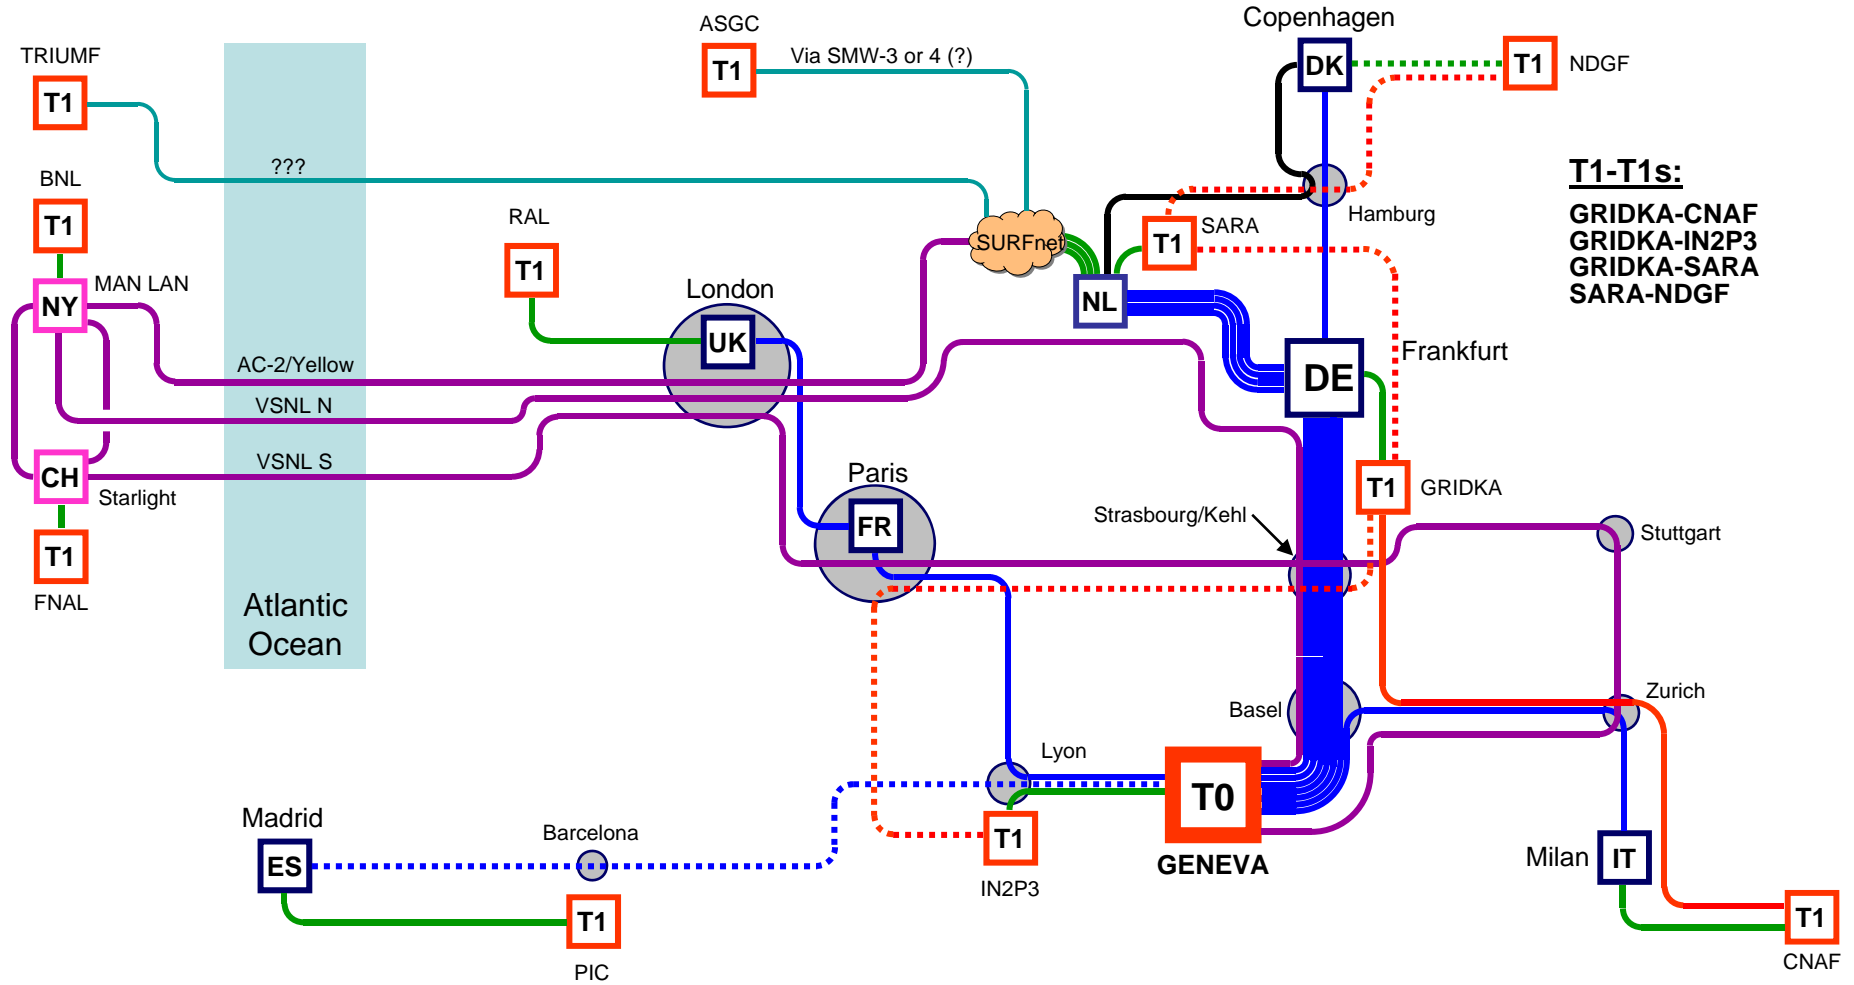 Copenhagen
ASGC
TRIUMF
Via SMW-3 or 4 (?)
DK
T1
NDGF
T1
T1
???
T1-T1s:
BNL
GRIDKA-CNAF
GRIDKA-IN2P3
GRIDKA-SARA
SARA-NDGF
Hamburg
RAL
T1
SARA
T1
SURFnet
T1
MAN LAN
London
NY
NL
UK
AC-2/Yellow
Frankfurt
DE
VSNL N
VSNL S
CH
Starlight
Paris
T1
GRIDKA
Strasbourg/Kehl
FR
Stuttgart
T1
FNAL
Atlantic
Ocean
Zurich
Basel
Lyon
T0
GENEVA
Madrid
Barcelona
ES
T1
IN2P3
Milan
IT
T1
PIC
T1
CNAF